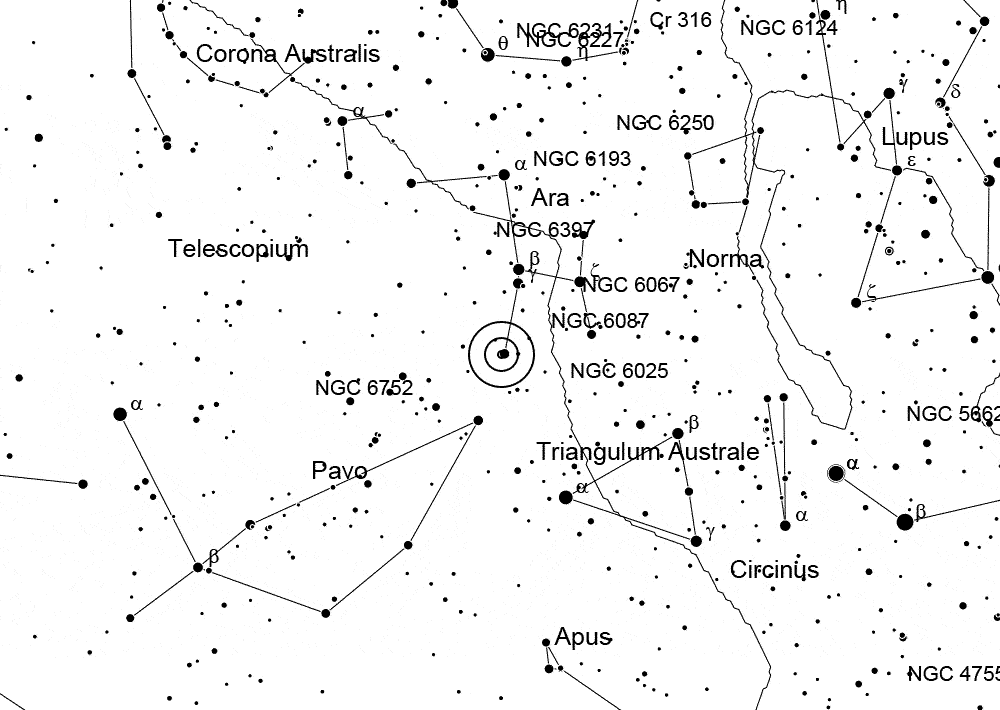 η
Cr 316
NGC 6231
NGC 6124
NGC 6227
θ
η
Corona Australis
γ
δ
α
NGC 6250
Lupus
α
NGC 6193
ε
Ara
NGC 6397
Telescopium
β
Norma
γ
ζ
NGC 6067
ζ
NGC 6087
NGC 6025
NGC 6752
α
NGC 5662
β
Triangulum Australe
Pavo
α
α
α
β
γ
β
Circinus
Apus
NGC 4755